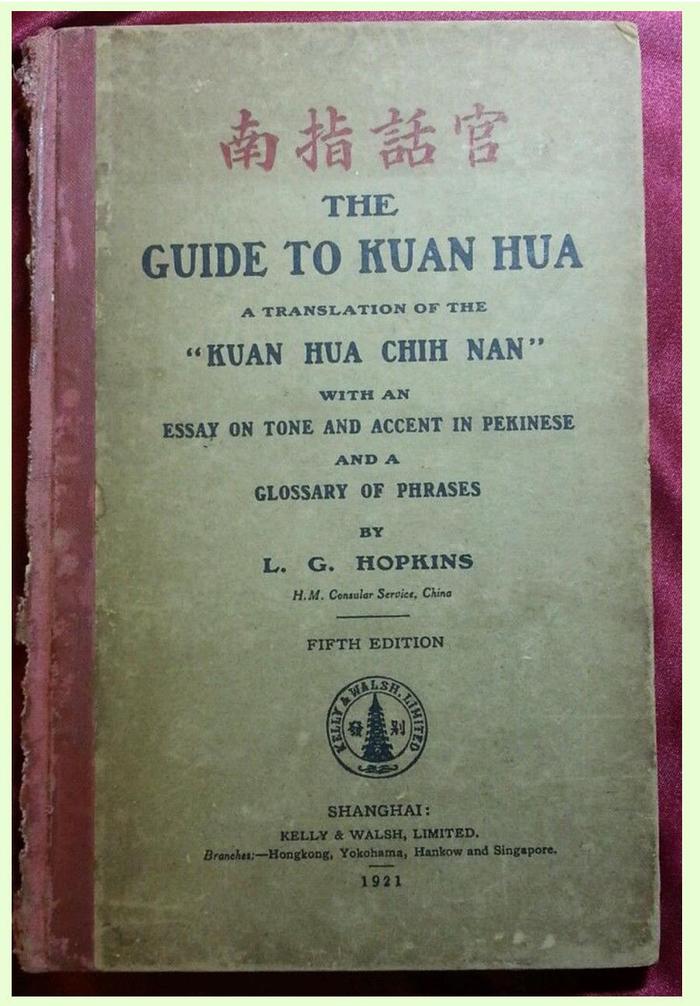 官話指南
THE
GUIDE TO KUAN HUA
A TRANSLATION OF THE
“KUAN HUA CHIH NAN”
WITH AN
ESSAY ON TONE AND ACCENT IN PEKINESE
AND A
GLOSSARY OF PHRASES
BY
L. G. HOPKINS
H.M. Consular Service, China
FIFTH EDITION
KELLY & WALSH, LIMITED
別發
SHANGHAI:
KELLY & WALSH, LIMITED.
Branches:—Hongkong, Yokohama, Hankow and Singapore.
1921